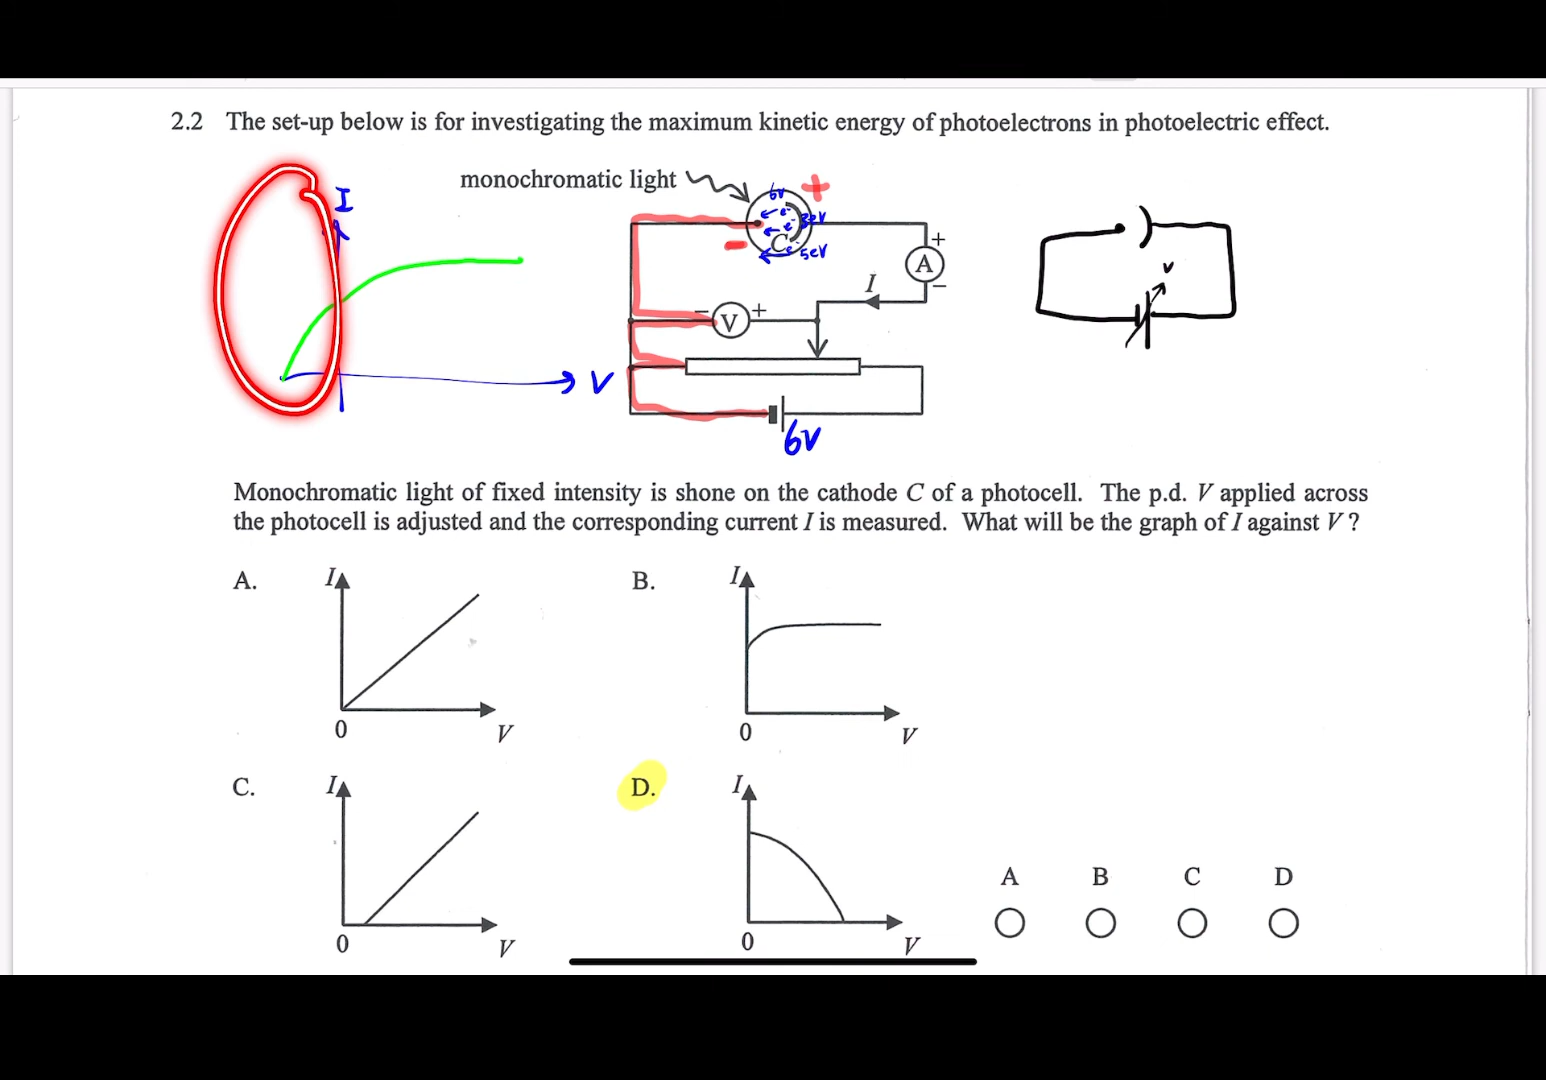 2.2 The set-up below is for investigating the maximum kinetic energy of photoelectrons in photoelectric effect.
monochromatic light
I
V
6V
e⁻
3eV
e⁻
e⁻
5eV
C
+
−
+
A
−
I
−
V
+
6V
V
Monochromatic light of fixed intensity is shone on the cathode C of a photocell. The p.d. V applied across
the photocell is adjusted and the corresponding current I is measured. What will be the graph of I against V ?
A.
I
0
V
B.
I
0
V
C.
I
0
V
D.
I
0
V
A B C D